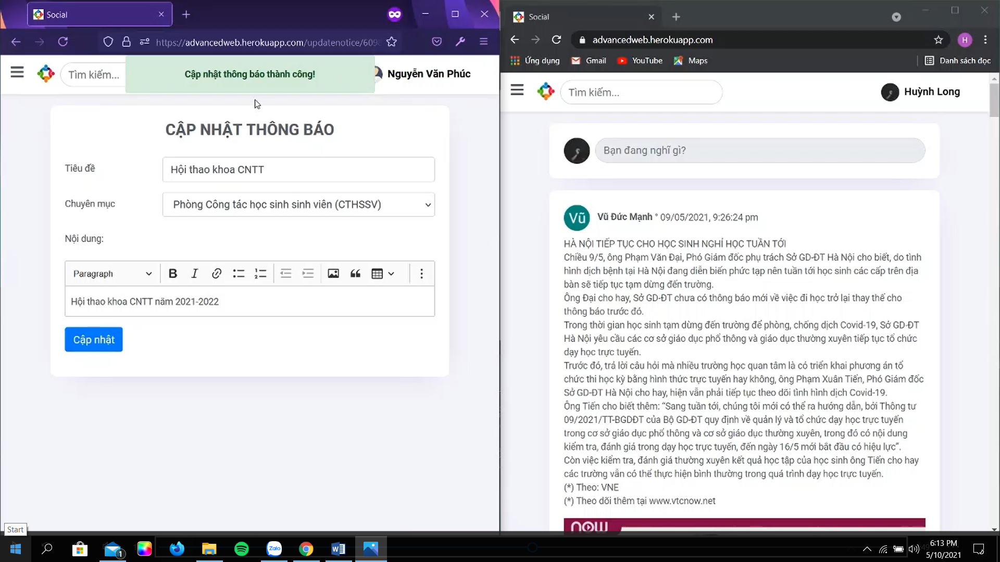 Social
https://advancedweb.herokuapp.com/updatenotice/609
Tìm kiếm...
Cập nhật thông báo thành công!
Nguyễn Văn Phúc
CẬP NHẬT THÔNG BÁO
Tiêu đề
Hội thao khoa CNTT
Chuyên mục
Phòng Công tác học sinh sinh viên (CTHSSV)
Nội dung:
Paragraph
Hội thao khoa CNTT năm 2021-2022
Cập nhật
Social
advancedweb.herokuapp.com
H
Ứng dụng
Gmail
YouTube
Maps
Danh sách đọc
Tìm kiếm...
Huỳnh Long
Bạn đang nghĩ gì?
Vũ
Vũ Đức Mạnh ° 09/05/2021, 9:26:24 pm
HÀ NỘI TIẾP TỤC CHO HỌC SINH NGHỈ HỌC TUẦN TỚI
Chiều 9/5, ông Phạm Văn Đại, Phó Giám đốc phụ trách Sở GD-ĐT Hà Nội cho biết, do tình
hình dịch bệnh tại Hà Nội đang diễn biến phức tạp nên tuần tới học sinh các cấp trên địa
bàn sẽ tiếp tục tạm dừng đến trường.
Ông Đại cho hay, Sở GD-ĐT chưa có thông báo mới về việc đi học trở lại thay thế cho
thông báo trước đó.
Trong thời gian học sinh tạm dừng đến trường để phòng, chống dịch Covid-19, Sở GD-ĐT
Hà Nội yêu cầu các cơ sở giáo dục phổ thông và giáo dục thường xuyên tiếp tục tổ chức
dạy học trực tuyến.
Trước đó, trả lời câu hỏi mà nhiều trường học quan tâm là có triển khai phương án tổ
chức thi học kỳ bằng hình thức trực tuyến hay không, ông Phạm Xuân Tiến, Phó Giám đốc
Sở GD-ĐT Hà Nội cho hay, hiện vẫn phải tiếp tục theo dõi tình hình dịch Covid-19.
Ông Tiến cho biết thêm: “Sang tuần tới, chúng tôi mới có thể ra hướng dẫn, bởi Thông tư
09/2021/TT-BGDĐT của Bộ GD-ĐT quy định về quản lý và tổ chức dạy học trực tuyến
trong cơ sở giáo dục phổ thông và cơ sở giáo dục thường xuyên, trong đó có nội dung
kiểm tra, đánh giá trong dạy học trực tuyến, đến ngày 16/5 mới bắt đầu có hiệu lực”.
Còn việc kiểm tra, đánh giá thường xuyên kết quả học tập của học sinh ông Tiến cho hay
các trường vẫn có thể thực hiện bình thường trong quá trình dạy học trực tuyến.
(*) Theo: VNE
(*) Theo dõi thêm tại www.vtcnow.net
now
Start
1
Zalo
6:13 PM
5/10/2021